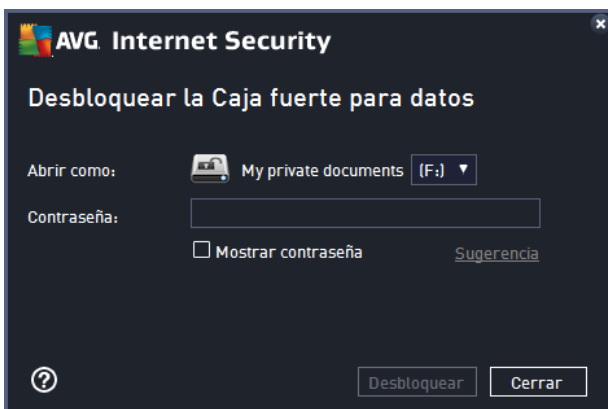 AVG. Internet Security
Desbloquear la Caja fuerte para datos
Abrir como: My private documents (F:)
Contraseña:
Mostrar contraseña Sugerencia
Desbloquear Cerrar